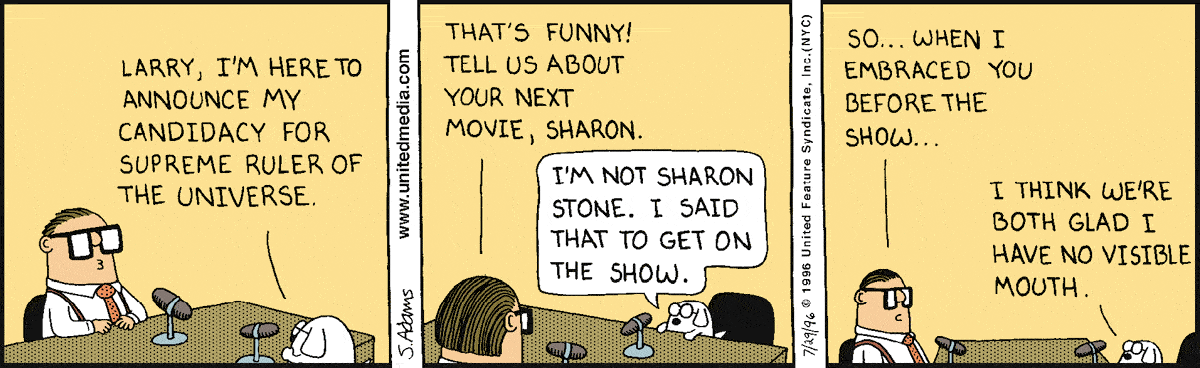 LARRY, I'M HERE TO
ANNOUNCE MY
CANDIDACY FOR
SUPREME RULER OF
THE UNIVERSE.
www.unitedmedia.com
S. Adams
THAT'S FUNNY!
TELL US ABOUT
YOUR NEXT
MOVIE, SHARON.
I'M NOT SHARON
STONE. I SAID
THAT TO GET ON
THE SHOW.
7/29/96 © 1996 United Feature Syndicate, Inc.(NYC)
SO... WHEN I
EMBRACED YOU
BEFORE THE
SHOW...
I THINK WE'RE
BOTH GLAD I
HAVE NO VISIBLE
MOUTH.